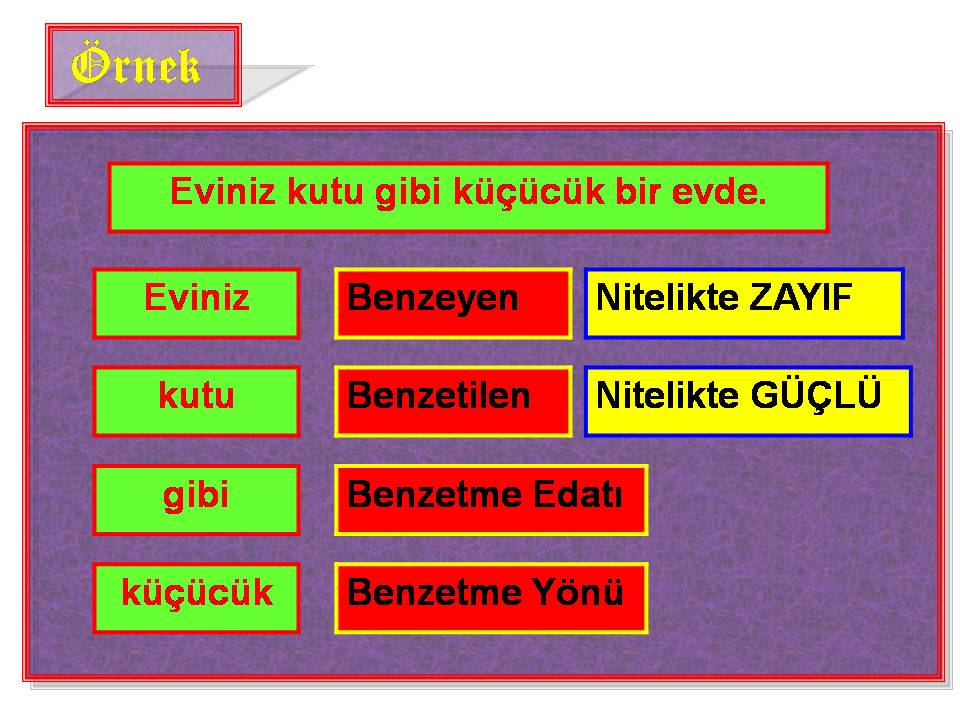 Örnek
Eviniz kutu gibi küçücük bir evde.
Eviniz Benzeyen Nitelikte ZAYIF
kutu Benzetilen Nitelikte GÜÇLÜ
gibi Benzetme Edatı
küçücük Benzetme Yönü